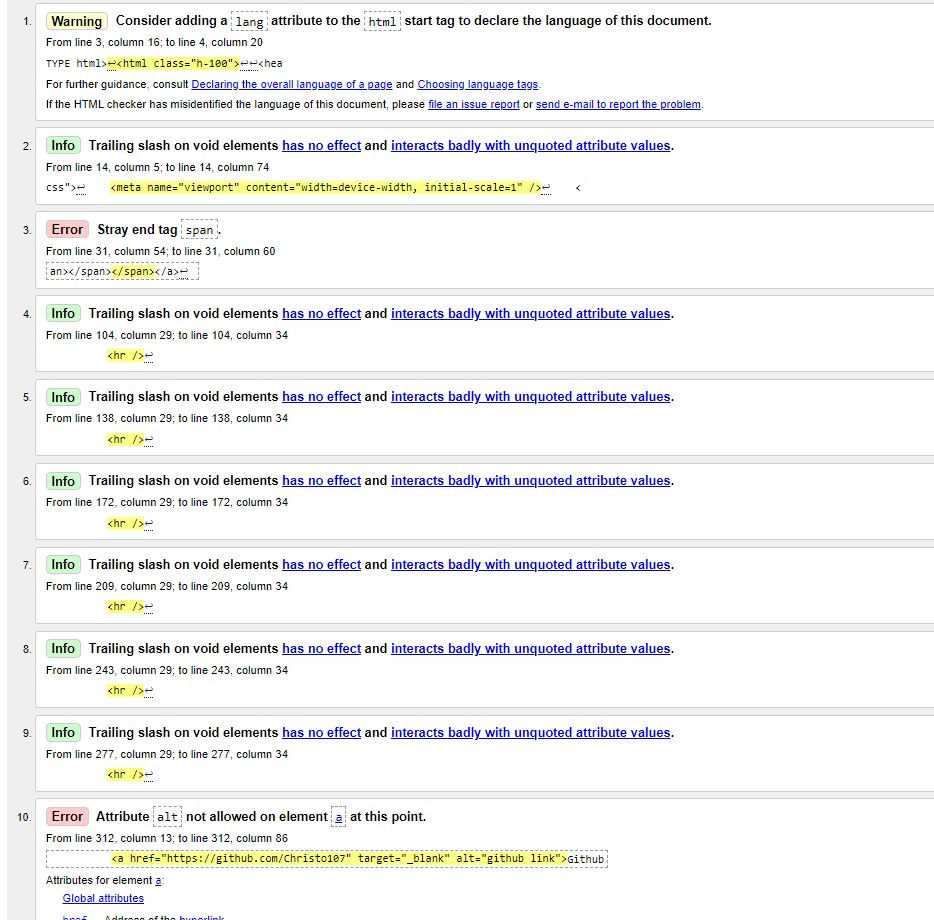 1. Warning Consider adding a lang attribute to the html start tag to declare the language of this document.
From line 3, column 16; to line 4, column 20
TYPE html>↩<html class="h-100">↩↩<hea
For further guidance, consult Declaring the overall language of a page and Choosing language tags.
If the HTML checker has misidentified the language of this document, please file an issue report or send e-mail to report the problem.
2. Info Trailing slash on void elements has no effect and interacts badly with unquoted attribute values.
From line 14, column 5; to line 14, column 74
css">↩    <meta name="viewport" content="width=device-width, initial-scale=1" />↩    <
3. Error Stray end tag span.
From line 31, column 54; to line 31, column 60
an></span></span></a>↩
4. Info Trailing slash on void elements has no effect and interacts badly with unquoted attribute values.
From line 104, column 29; to line 104, column 34
<hr />↩
5. Info Trailing slash on void elements has no effect and interacts badly with unquoted attribute values.
From line 138, column 29; to line 138, column 34
<hr />↩
6. Info Trailing slash on void elements has no effect and interacts badly with unquoted attribute values.
From line 172, column 29; to line 172, column 34
<hr />↩
7. Info Trailing slash on void elements has no effect and interacts badly with unquoted attribute values.
From line 209, column 29; to line 209, column 34
<hr />↩
8. Info Trailing slash on void elements has no effect and interacts badly with unquoted attribute values.
From line 243, column 29; to line 243, column 34
<hr />↩
9. Info Trailing slash on void elements has no effect and interacts badly with unquoted attribute values.
From line 277, column 29; to line 277, column 34
<hr />↩
10. Error Attribute alt not allowed on element a at this point.
From line 312, column 13; to line 312, column 86
<a href="https://github.com/Christo107" target="_blank" alt="github link">Github
Attributes for element a:
Global attributes
href — Address of the hyperlink